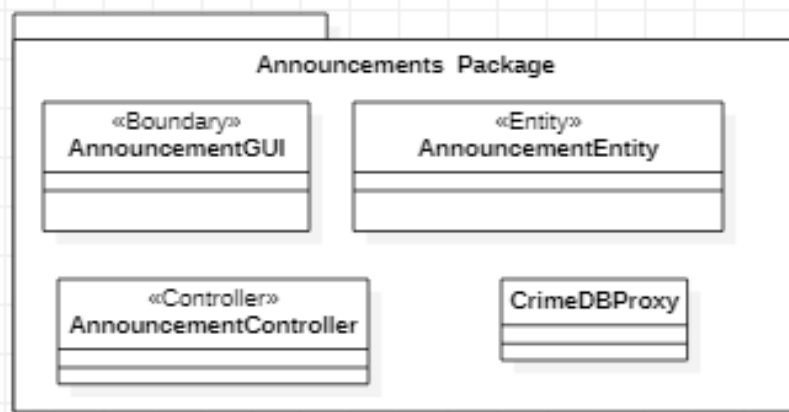 Announcements Package
«Boundary»
AnnouncementGUI
«Entity»
AnnouncementEntity
«Controller»
AnnouncementController
CrimeDBProxy